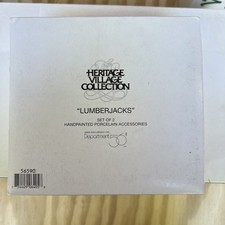 HERITAGE
VILLAGE
COLLECTION
"LUMBERJACKS"
SET OF 2
HANDPAINTED PORCELAIN ACCESSORIES
Department 56
56590